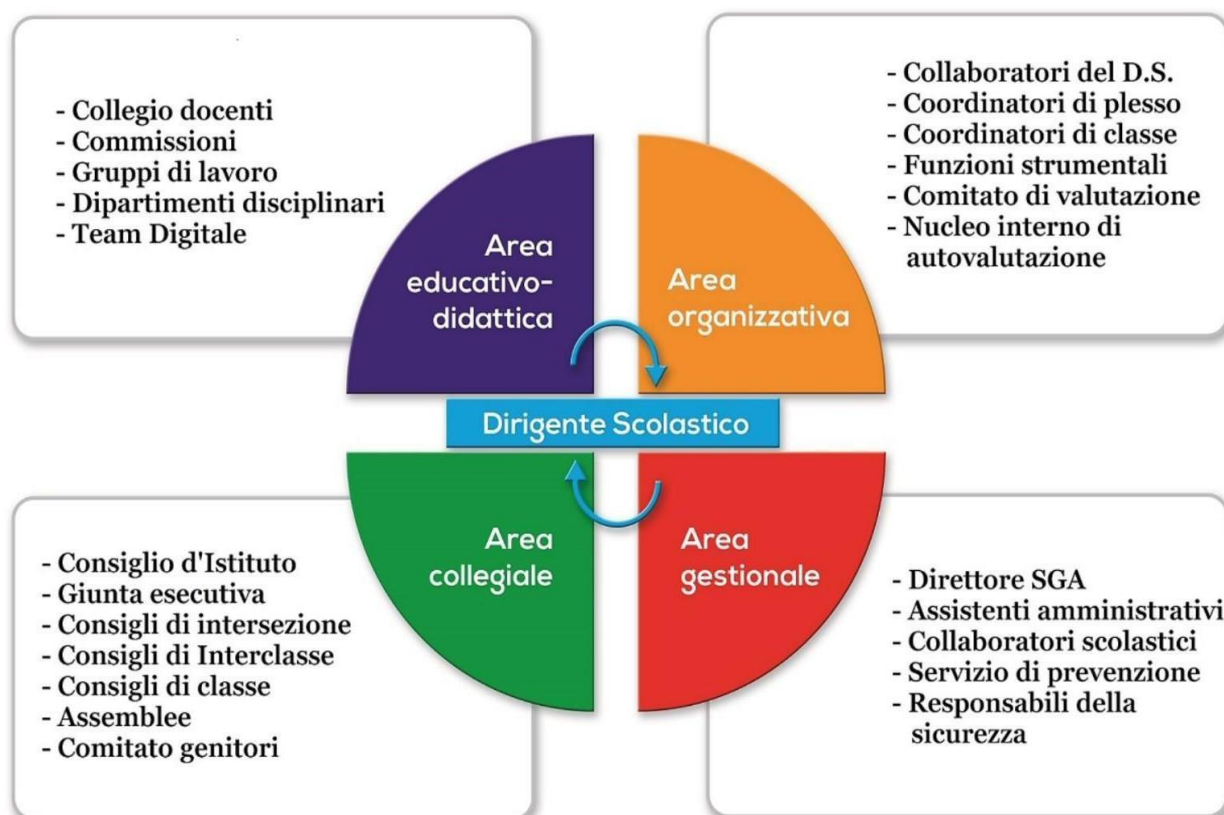 - Collegio docenti
- Commissioni
- Gruppi di lavoro
- Dipartimenti disciplinari
- Team Digitale
- Collaboratori del D.S.
- Coordinatori di plesso
- Coordinatori di classe
- Funzioni strumentali
- Comitato di valutazione
- Nucleo interno di
autovalutazione
Area
educativo-
didattica
Area
organizzativa
Dirigente Scolastico
Area
collegiale
Area
gestionale
- Consiglio d'Istituto
- Giunta esecutiva
- Consigli di intersezione
- Consigli di Interclasse
- Consigli di classe
- Assemblee
- Comitato genitori
- Direttore SGA
- Assistenti amministrativi
- Collaboratori scolastici
- Servizio di prevenzione
- Responsabili della
sicurezza